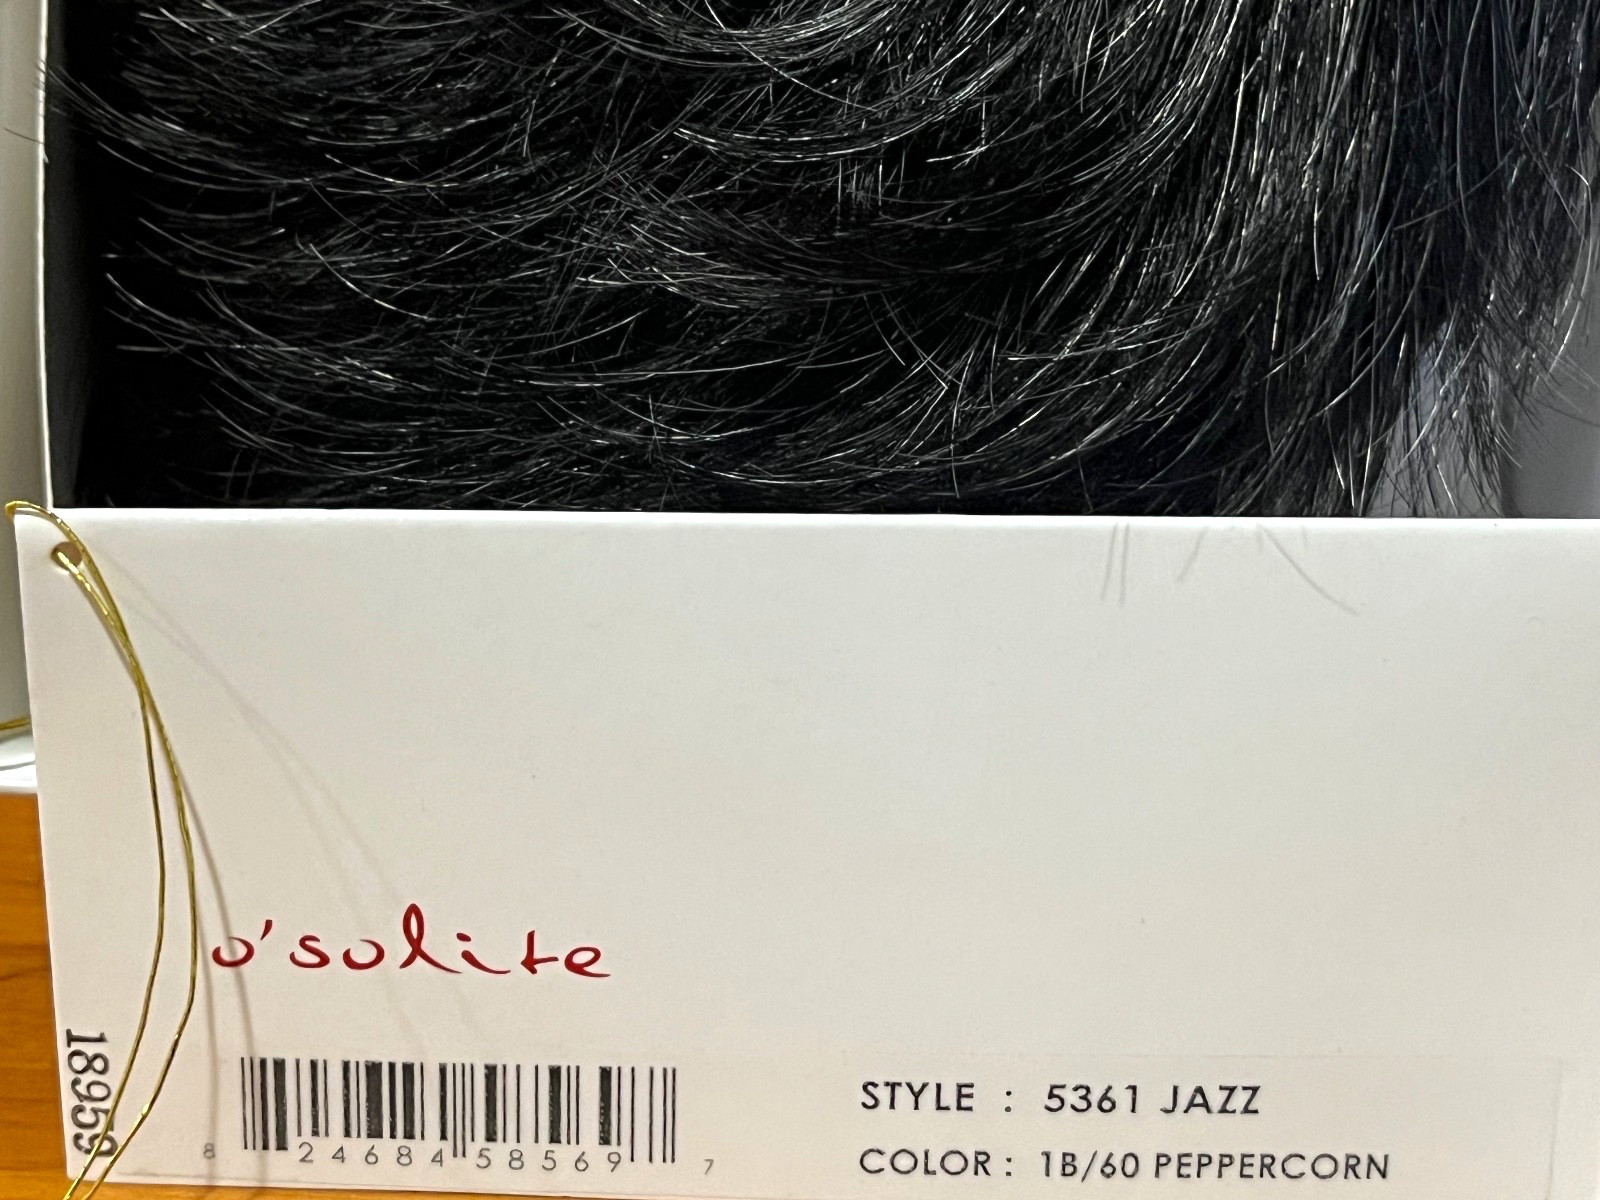 o'solite
18959
8 24684 58569 7
STYLE : 5361 JAZZ
COLOR : 1B/60 PEPPERCORN